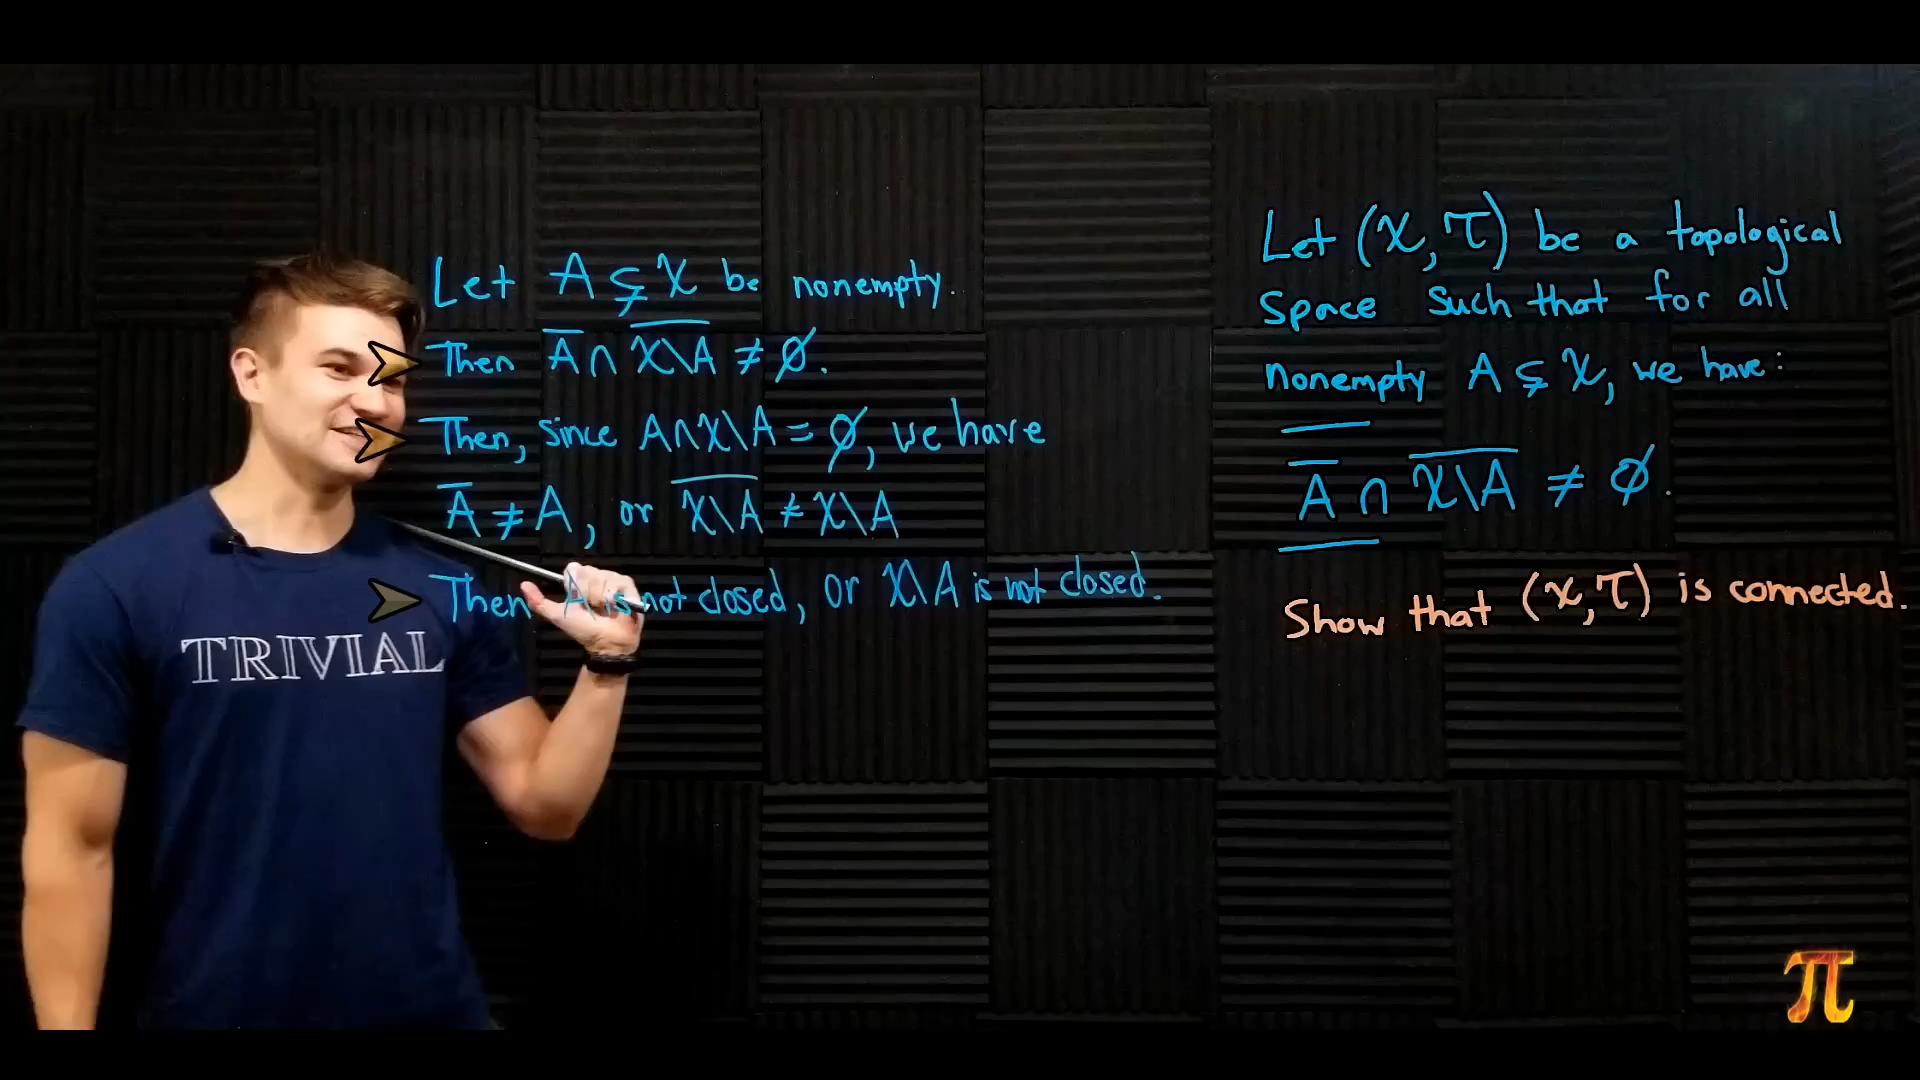 Let A ⊊ X be nonempty.
Then A̅ ∩ X\A̅ ≠ ∅.
Then, since A∩X\A = ∅, we have
A̅ ≠ A, or X\A̅ ≠ X\A
Then A is not closed, or X\A is not closed.
TRIVIAL
Let (X, τ) be a topological
space such that for all
nonempty A ⊊ X, we have:
A̅ ∩ X\A̅ ≠ ∅.
Show that (X, τ) is connected.
π